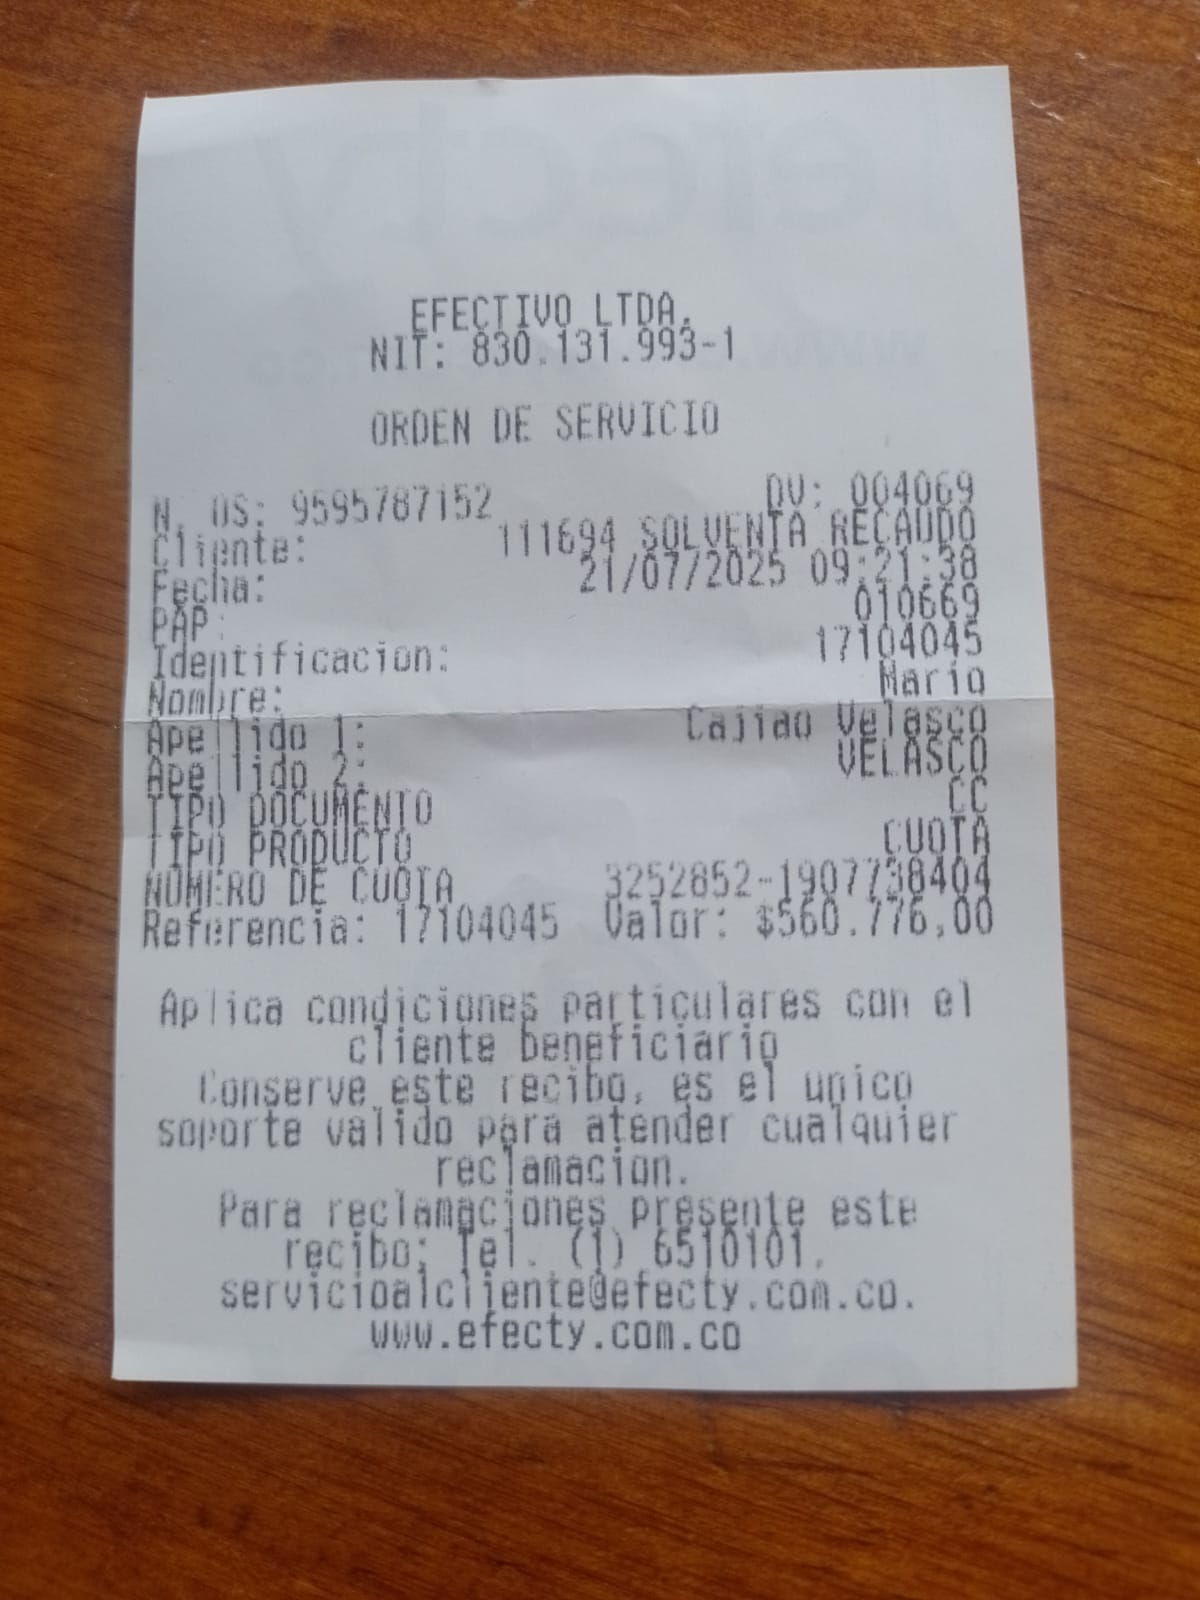 EFECTIVO LTDA.
NIT: 830.131.993-1
ORDEN DE SERVICIO
N. OS: 9595787152 DV: 004069
Cliente: 111694 SOLVENTA RECAUDO
Fecha: 21/07/2025 09:21:38
PAP: 010669
Identificacion: 17104045
Nombre: Mario
Apellido 1: Cajiao Velasco
Apellido 2: VELASCO
TIPO DOCUMENTO CC
TIPO PRODUCTO CUOTA
NUMERO DE CUOTA 3252852-1907738404
Referencia: 17104045 Valor: $560.776,00
Aplica condiciones particulares con el
cliente beneficiario
Conserve este recibo, es el unico
soporte valido para atender cualquier
reclamacion.
Para reclamaciones presente este
recibo: Tel. (1) 6510101.
servicioalcliente@efecty.com.co.
www.efecty.com.co